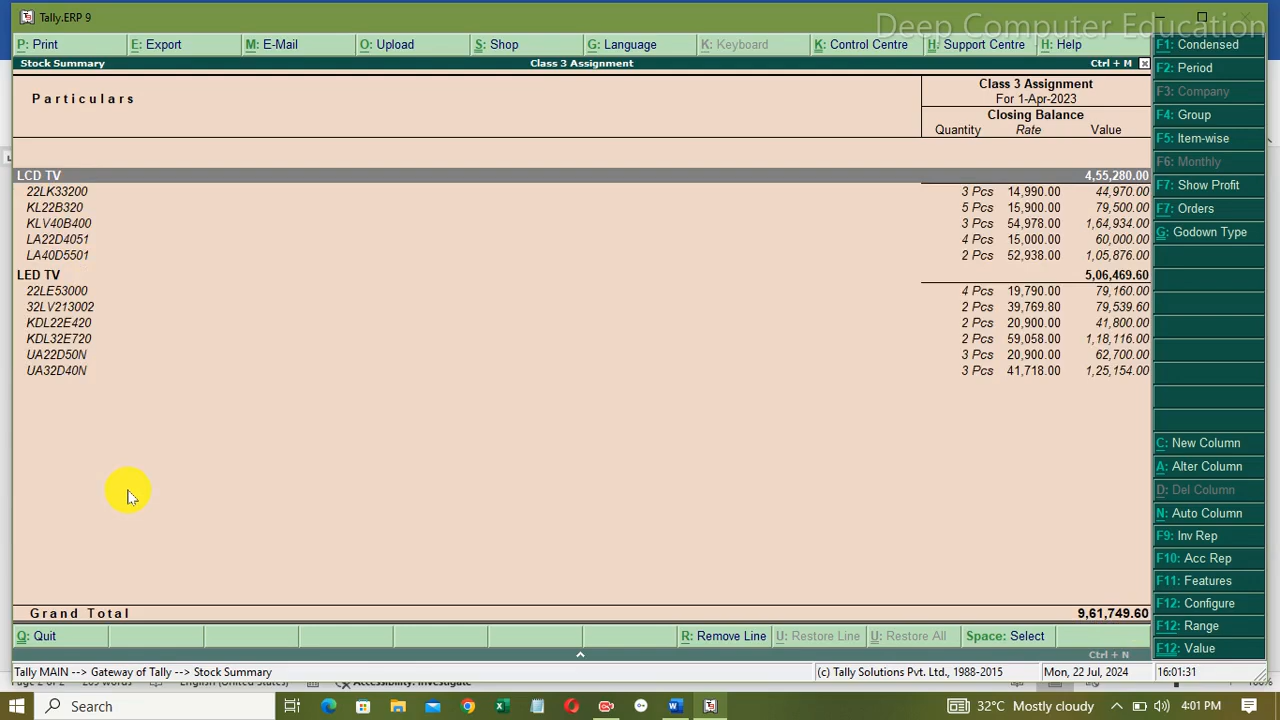 Tally.ERP 9
Deep Computer Education
P: Print
E: Export
M: E-Mail
O: Upload
S: Shop
G: Language
K: Keyboard
K: Control Centre
H: Support Centre
H: Help
F1: Condensed
Stock Summary
Class 3 Assignment
Ctrl + M
F2: Period
F3: Company
F4: Group
F5: Item-wise
F6: Monthly
F7: Show Profit
F7: Orders
G: Godown Type
Particulars
Class 3 Assignment
For 1-Apr-2023
Closing Balance
Quantity Rate Value
LCD TV 4,55,280.00
22LK33200 3 Pcs 14,990.00 44,970.00
KL22B320 5 Pcs 15,900.00 79,500.00
KLV40B400 3 Pcs 54,978.00 1,64,934.00
LA22D4051 4 Pcs 15,000.00 60,000.00
LA40D5501 2 Pcs 52,938.00 1,05,876.00
LED TV 5,06,469.60
22LE53000 4 Pcs 19,790.00 79,160.00
32LV213002 2 Pcs 39,769.80 79,539.60
KDL22E420 2 Pcs 20,900.00 41,800.00
KDL32E720 2 Pcs 59,058.00 1,18,116.00
UA22D50N 3 Pcs 20,900.00 62,700.00
UA32D40N 3 Pcs 41,718.00 1,25,154.00
C: New Column
A: Alter Column
D: Del Column
N: Auto Column
F9: Inv Rep
F10: Acc Rep
F11: Features
F12: Configure
F12: Range
F12: Value
Grand Total 9,61,749.60
Q: Quit
R: Remove Line
U: Restore Line
U: Restore All
Space: Select
Ctrl + N
Tally MAIN --> Gateway of Tally --> Stock Summary
(c) Tally Solutions Pvt. Ltd., 1988-2015
Mon, 22 Jul, 2024
16:01:31
Search
32°C Mostly cloudy
4:01 PM